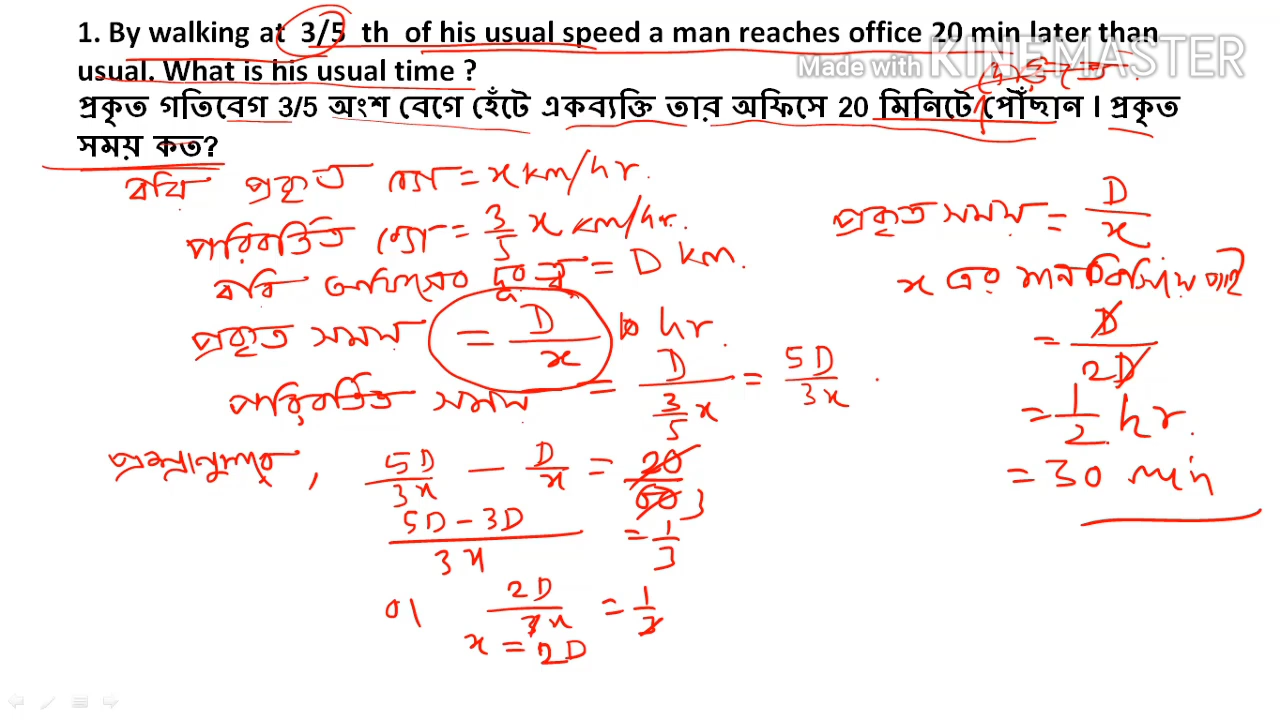 1. By walking at 3/5 th of his usual speed a man reaches office 20 min later than
usual. What is his usual time ?
Made with KINEMASTER
প্রকৃত গতিবেগ 3/5 অংশ বেগে হেঁটে একব্যক্তি তার অফিসে 20 মিনিটে পৌঁছান। প্রকৃত
সময় কত?
প্রকৃত = x km/hr.
পরিবর্তিত = 3/5 x km/hr.
= D km.
প্রকৃত সময় = D/x hr.
পরিবর্তিত সময় = D/(3/5 x) = 5D/3x .
, 5D/3x - D/x = 20/60 3
(5D-3D)/3x = 1/3
বা 2D/3x = 1/3
x = 2D
প্রকৃত সময় = D/x
x এর মান বসিয়ে পাই
= D/2D
= 1/2 hr.
= 30 min